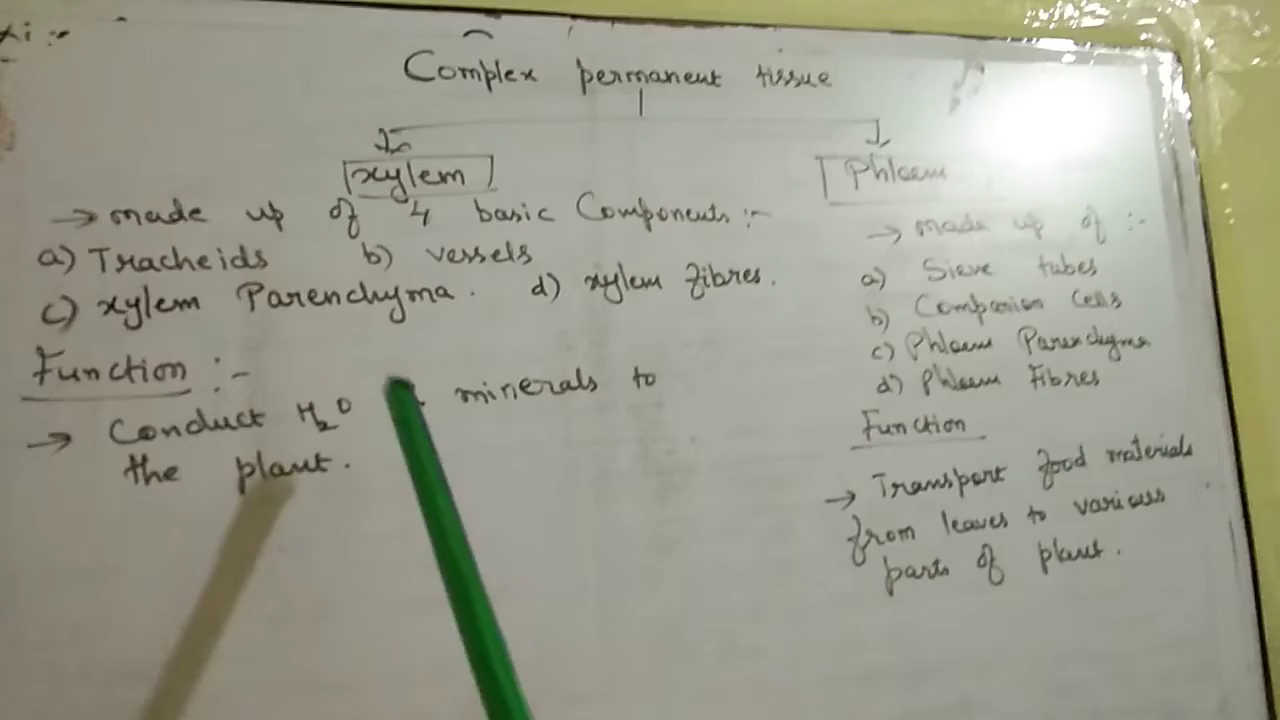 Complex permanent tissue
xylem
→ made up of 4 basic Components :-
a) Tracheids b) vessels
c) xylem Parenchyma. d) xylem fibres.
Function :-
→ Conduct H₂O minerals to
the plant.
Phloem
→ made up of :-
a) Sieve tubes
b) Companion Cells
c) Phloem Parenchyma
d) Phloem Fibres
Function
→ Transport food materials
from leaves to various
parts of plant.